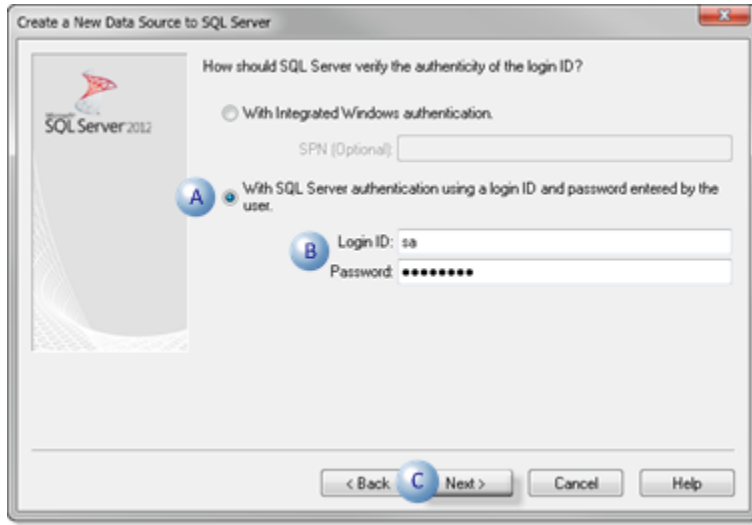 Create a New Data Source to SQL Server
How should SQL Server verify the authenticity of the login ID?
Microsoft
SQL Server 2012
With Integrated Windows authentication.
SPN (Optional):
A
With SQL Server authentication using a login ID and password entered by the
user.
B
Login ID: sa
Password: ••••••••
< Back
C
Next >
Cancel
Help